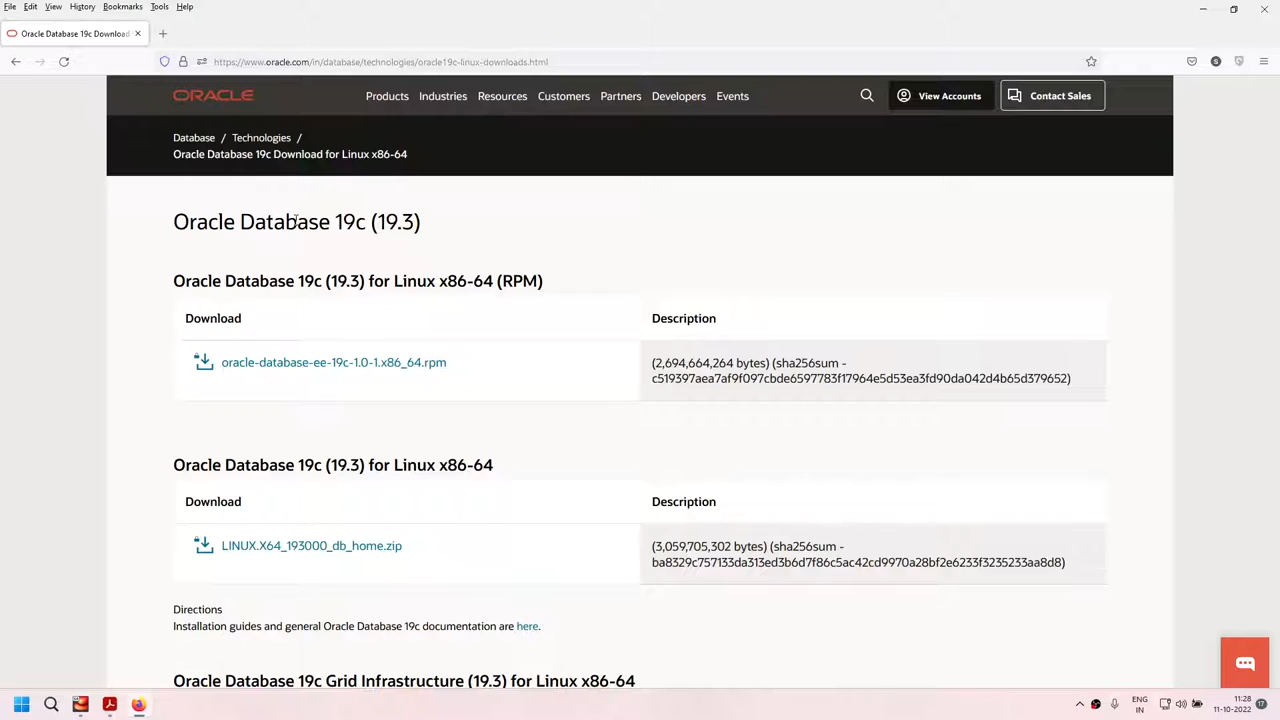 File Edit View History Bookmarks Tools Help
Oracle Database 19c Download
https://www.oracle.com/in/database/technologies/oracle19c-linux-downloads.html
ORACLE Products Industries Resources Customers Partners Developers Events View Accounts Contact Sales
Database / Technologies /
Oracle Database 19c Download for Linux x86-64
Oracle Database 19c (19.3)
Oracle Database 19c (19.3) for Linux x86-64 (RPM)
Download Description
oracle-database-ee-19c-1.0-1.x86_64.rpm (2,694,664,264 bytes) (sha256sum -
c519397aea7af9f097cbde6597783f17964e5d53ea3fd90da042d4b65d379652)
Oracle Database 19c (19.3) for Linux x86-64
Download Description
LINUX.X64_193000_db_home.zip (3,059,705,302 bytes) (sha256sum -
ba8329c757133da313ed3b6d7f86c5ac42cd9970a28bf2e6233f3235233aa8d8)
Directions
Installation guides and general Oracle Database 19c documentation are here.
Oracle Database 19c Grid Infrastructure (19.3) for Linux x86-64
ENG 11:28
IN 11-10-2022 17